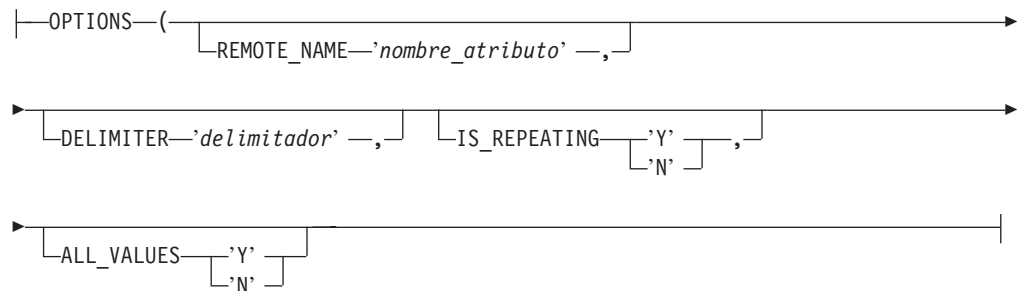 OPTIONS (
REMOTE_NAME ’nombre_atributo’ ,
DELIMITER ’delimitador’ , IS_REPEATING ’Y’ ,
’N’
ALL_VALUES ’Y’
’N’